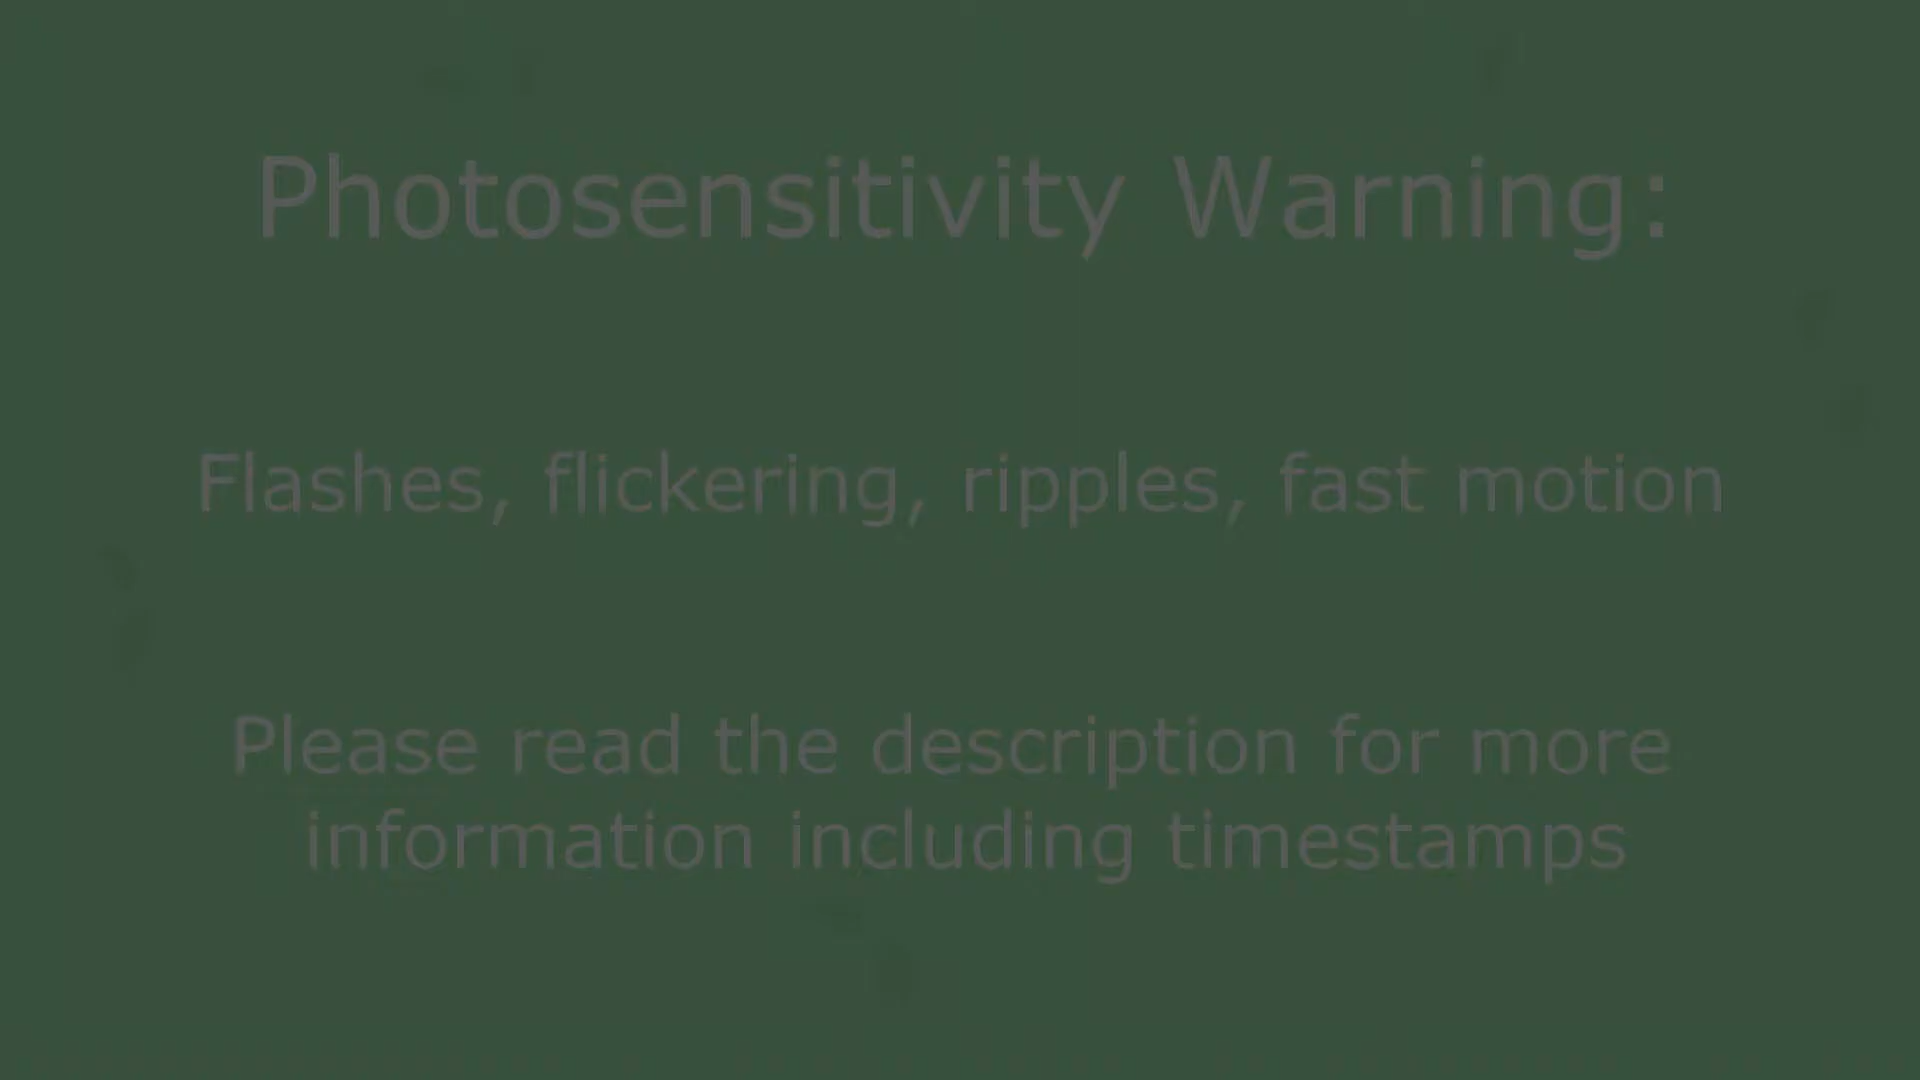 Photosensitivity Warning:
Flashes, flickering, ripples, fast motion
Please read the description for more
information including timestamps